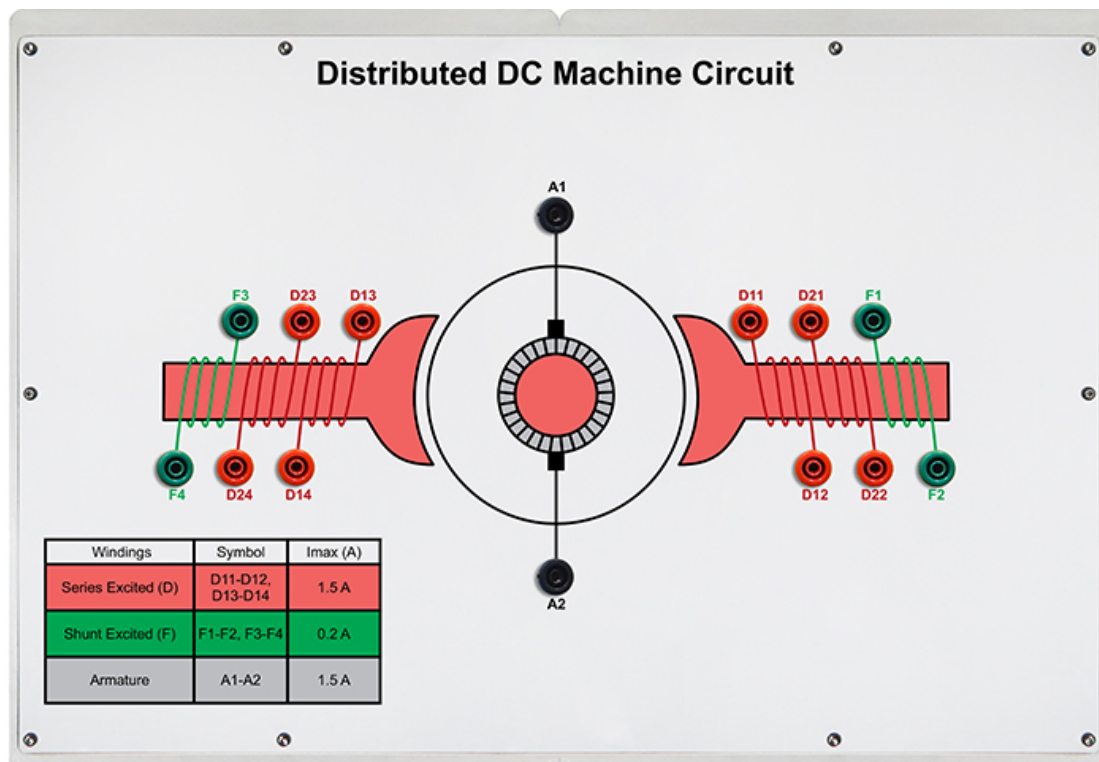 Distributed DC Machine Circuit
A1
F3 D23 D13 D11 D21 F1
F4 D24 D14 D12 D22 F2
A2
Windings Symbol Imax (A)
Series Excited (D) D11-D12, D13-D14 1.5 A
Shunt Excited (F) F1-F2, F3-F4 0.2 A
Armature A1-A2 1.5 A